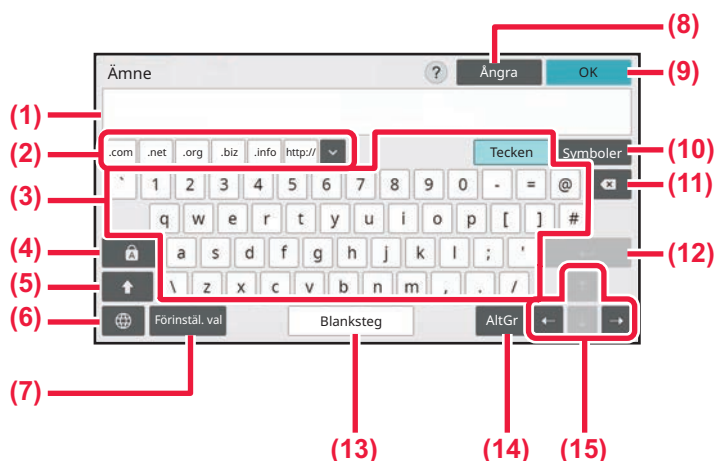 (8)
Ämne ? Ångra OK (9)
(1)
(2) .com .net .org .biz .info http:// Tecken Symboler (10)
(3) ` 1 2 3 4 5 6 7 8 9 0 - = @ (11)
q w e r t y u i o p [ ] #
(4) A a s d f g h j k l ; ' (12)
(5) \ z x c v b n m , . / ↑
(6) Förinstäl. val Blanksteg AltGr ← ↓ →
(7)
(13) (14) (15)